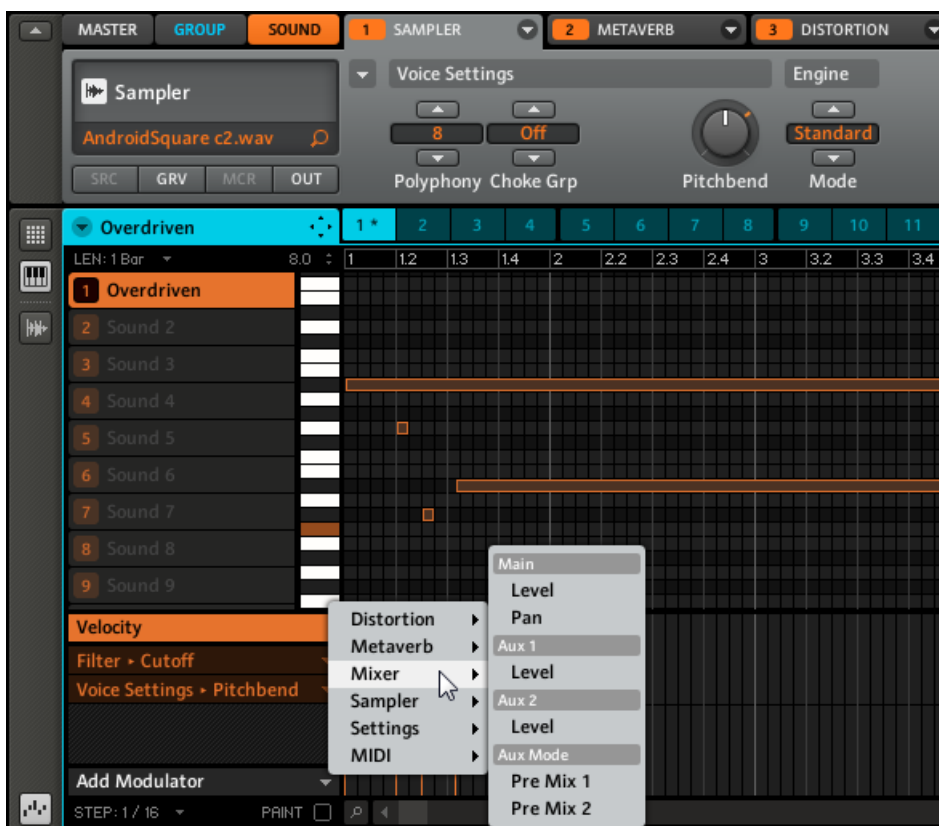 MASTER GROUP SOUND 1 SAMPLER 2 METAVERB 3 DISTORTION
Sampler
AndroidSquare c2.wav
SRC GRV MCR OUT
Voice Settings Engine
8 Off Standard
Polyphony Choke Grp Pitchbend Mode
Overdriven 1 * 2 3 4 5 6 7 8 9 10 11
LEN: 1 Bar 8.0 1 1.2 1.3 1.4 2 2.2 2.3 2.4 3 3.2 3.3 3.4
1 Overdriven
2 Sound 2
3 Sound 3
4 Sound 4
5 Sound 5
6 Sound 6
7 Sound 7
8 Sound 8
9 Sound 9
Velocity
Filter ▸ Cutoff
Voice Settings ▸ Pitchbend
Add Modulator
STEP: 1 / 16 PAINT
Distortion
Metaverb
Mixer
Sampler
Settings
MIDI
Main
Level
Pan
Aux 1
Level
Aux 2
Level
Aux Mode
Pre Mix 1
Pre Mix 2